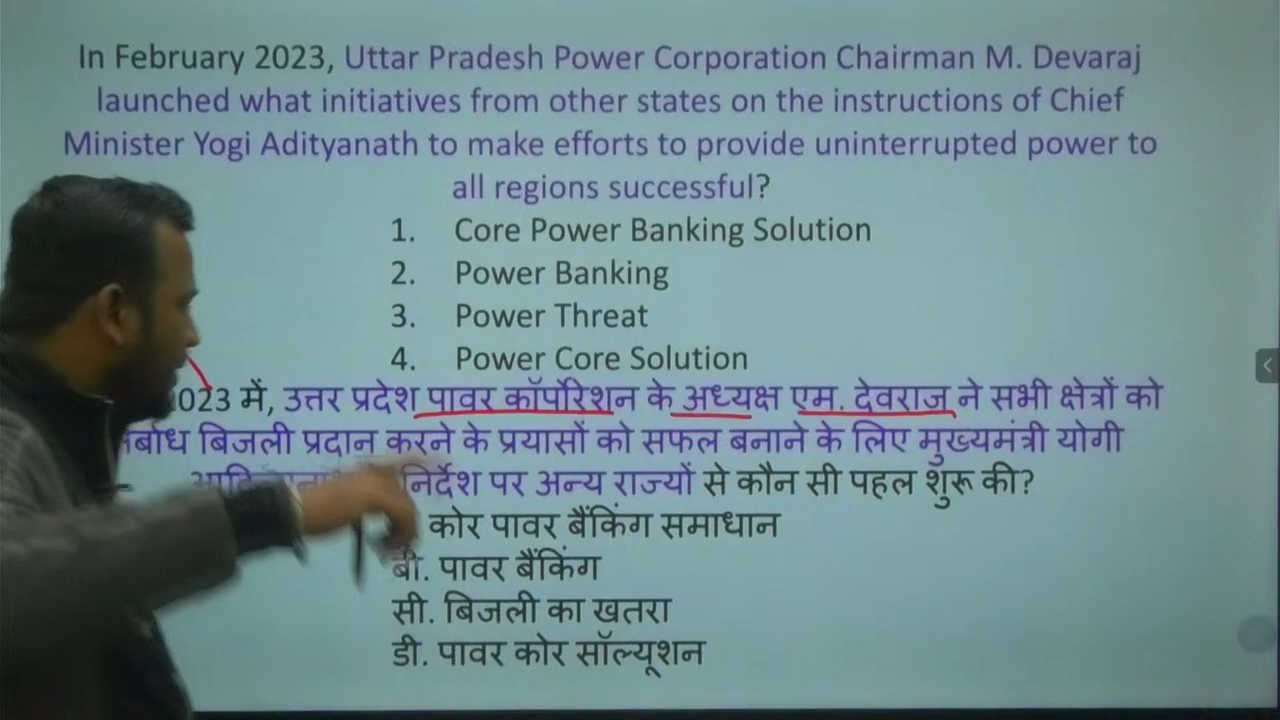 In February 2023, Uttar Pradesh Power Corporation Chairman M. Devaraj
launched what initiatives from other states on the instructions of Chief
Minister Yogi Adityanath to make efforts to provide uninterrupted power to
all regions successful?
1. Core Power Banking Solution
2. Power Banking
3. Power Threat
4. Power Core Solution
2023 में, उत्तर प्रदेश पावर कॉर्पोरेशन के अध्यक्ष एम. देवराज ने सभी क्षेत्रों को
बिजली प्रदान करने के प्रयासों को सफल बनाने के लिए मुख्यमंत्री योगी
निर्देश पर अन्य राज्यों से कौन सी पहल शुरू की?
कोर पावर बैंकिंग समाधान
बी. पावर बैंकिंग
सी. बिजली का खतरा
डी. पावर कोर सॉल्यूशन